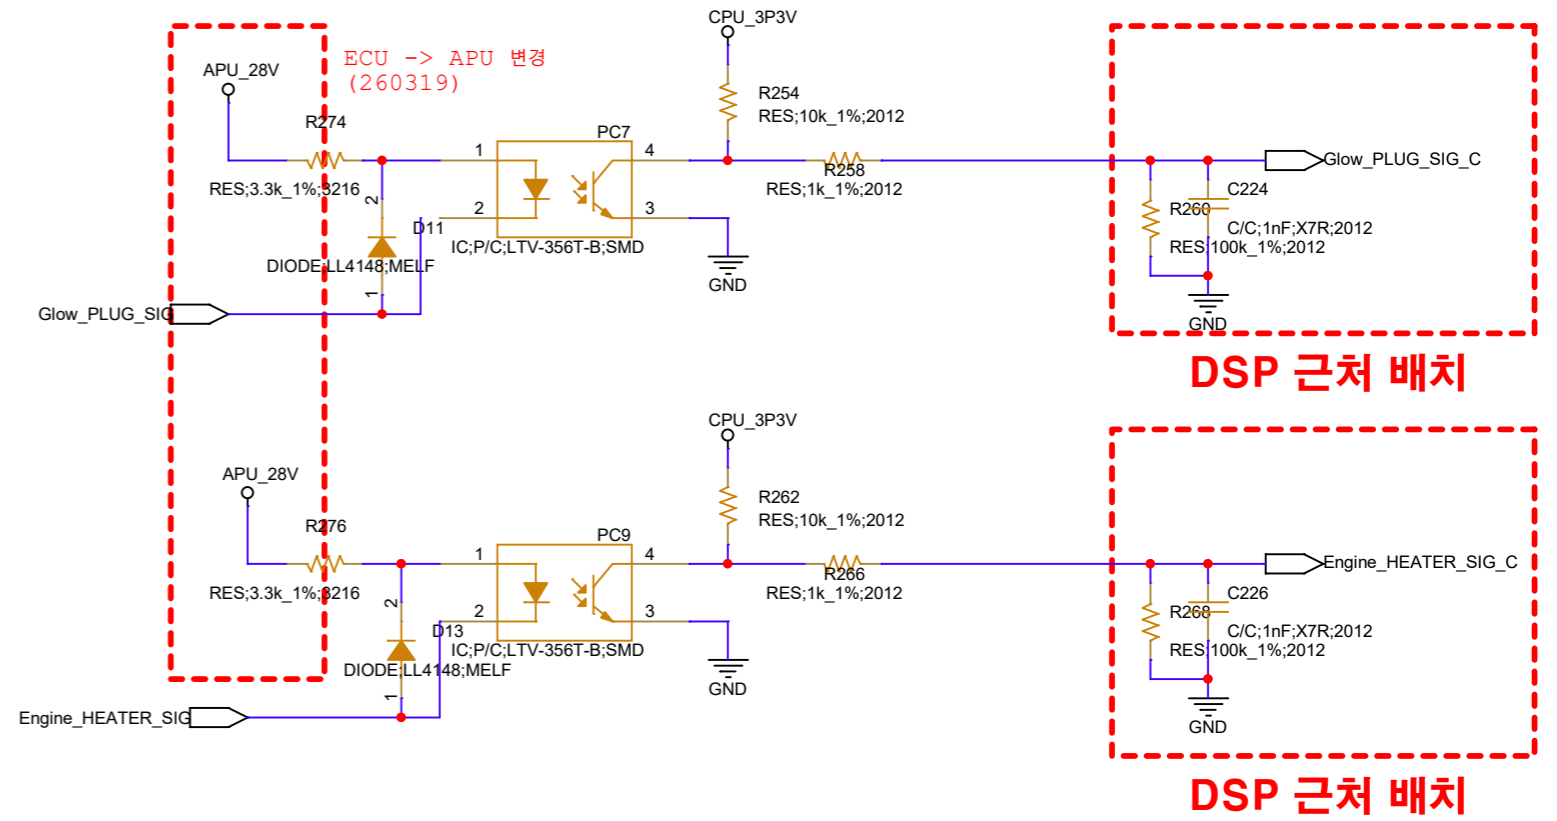 CPU_3P3V
ECU -> APU 변경
(260319)
APU_28V
R274
RES;3.3k_1%;3216
R254
RES;10k_1%;2012
PC7
1
2
4
3
IC;P/C;LTV-356T-B;SMD
2
D11
DIODE;LL4148;MELF
1
Glow_PLUG_SIG
R258
RES;1k_1%;2012
GND
Glow_PLUG_SIG_C
C224
R260
C/C;1nF;X7R;2012
RES;100k_1%;2012
GND
DSP 근처 배치
CPU_3P3V
APU_28V
R276
RES;3.3k_1%;3216
R262
RES;10k_1%;2012
PC9
1
2
4
3
IC;P/C;LTV-356T-B;SMD
2
D13
DIODE;LL4148;MELF
1
Engine_HEATER_SIG
R266
RES;1k_1%;2012
GND
Engine_HEATER_SIG_C
C226
R268
C/C;1nF;X7R;2012
RES;100k_1%;2012
GND
DSP 근처 배치